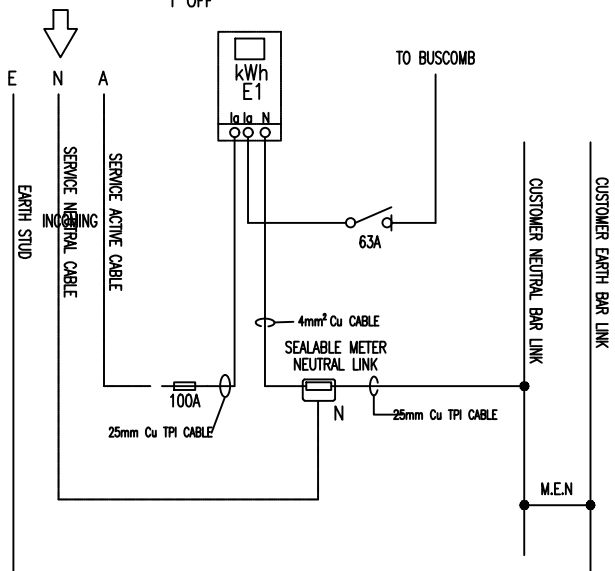 1 OFF
kWh
E1
Ia Ia N
TO BUSCOMB
E N A
EARTH STUD
SERVICE NEUTRAL CABLE
INCOMING
SERVICE ACTIVE CABLE
63A
CUSTOMER NEUTRAL BAR LINK
CUSTOMER EARTH BAR LINK
4mm² Cu CABLE
SEALABLE METER
NEUTRAL LINK
100A
N
25mm Cu TPI CABLE
25mm Cu TPI CABLE
M.E.N